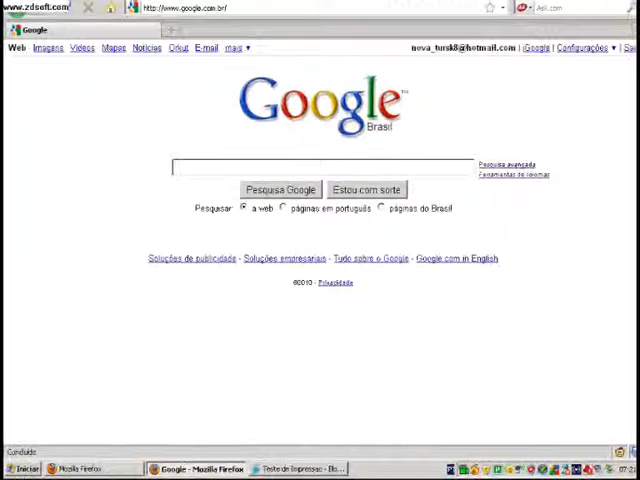 www.zdsoft.com http://www.google.com.br/ Ask.com
Google
Web Imagens Vídeos Mapas Notícias Orkut E-mail mais ▼ neva_tursk8@hotmail.com | iGoogle | Configurações ▼ |
Google
Brasil
Pesquisa avançada
Ferramentas de idiomas
Pesquisa Google Estou com sorte
Pesquisar: a web páginas em português páginas do Brasil
Soluções de publicidade - Soluções empresariais - Tudo sobre o Google - Google.com in English
©2010 - Privacidade
Concluído
Iniciar Mozilla Firefox Google - Mozilla Firefox Teste de Impressao - Blo... PT